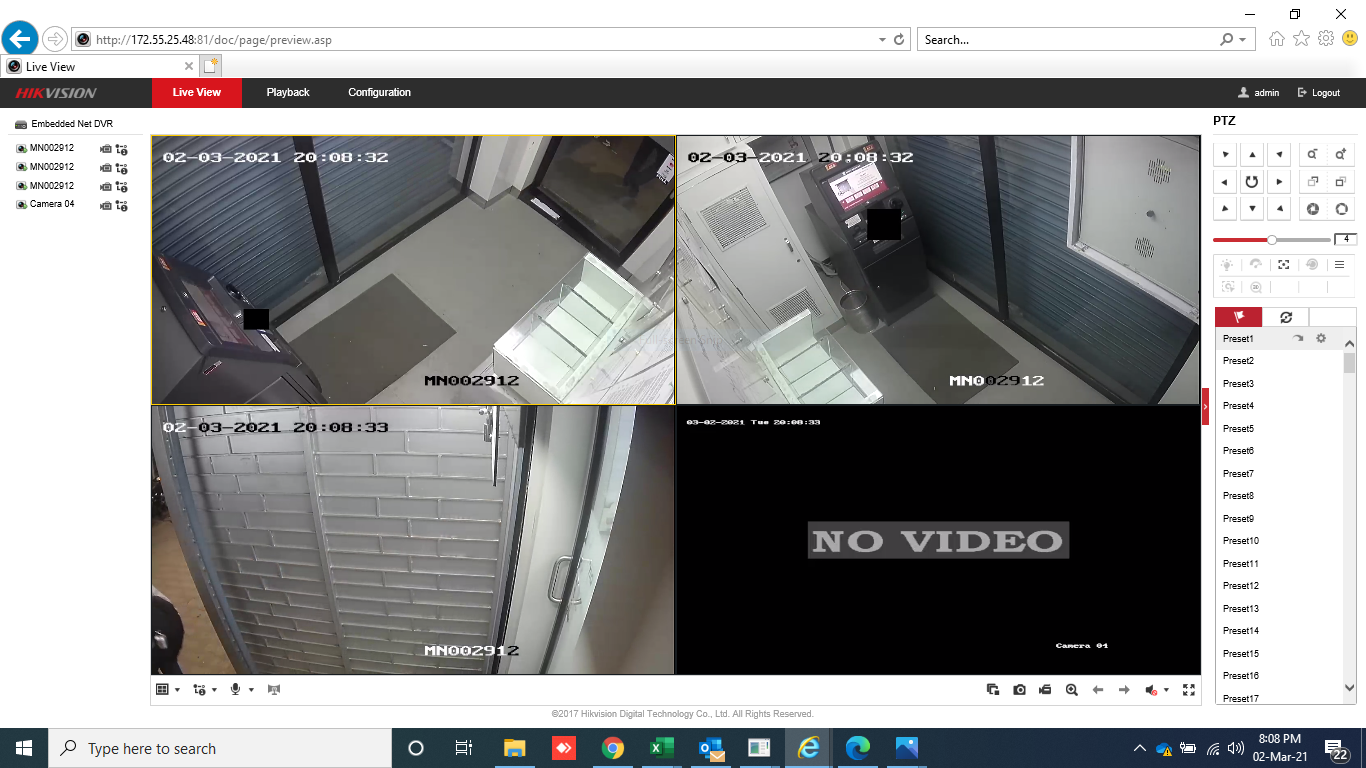 http://172.55.25.48:81/doc/page/preview.asp
Search...
Live View
HIKVISION
Live View
Playback
Configuration
admin
Logout
Embedded Net DVR
MN002912
MN002912
MN002912
Camera 04
02-03-2021 20:08:32
MN002912
02-03-2021 20:08:32
MN002912
02-03-2021 20:08:33
MN002912
03-02-2021 Tue 20:08:33
NO VIDEO
Camera 04
PTZ
4
3D
Preset1
Preset2
Preset3
Preset4
Preset5
Preset6
Preset7
Preset8
Preset9
Preset10
Preset11
Preset12
Preset13
Preset14
Preset15
Preset16
Preset17
©2017 Hikvision Digital Technology Co., Ltd. All Rights Reserved.
Type here to search
8:08 PM
02-Mar-21
22